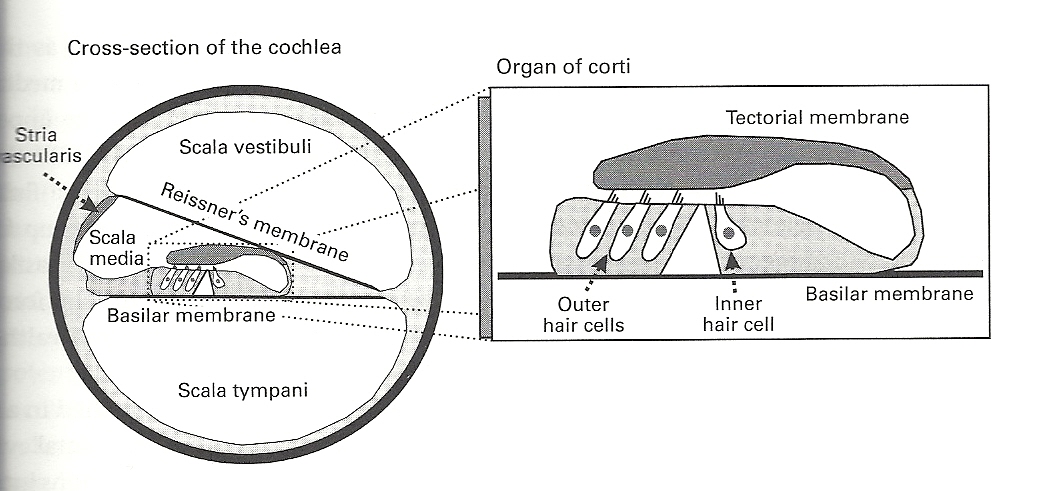 Cross-section of the cochlea
Stria
ascularis
Scala vestibuli
Reissner's membrane
Scala
media
Basilar membrane
Scala tympani
Organ of corti
Tectorial membrane
Outer
hair cells
Inner
hair cell
Basilar membrane